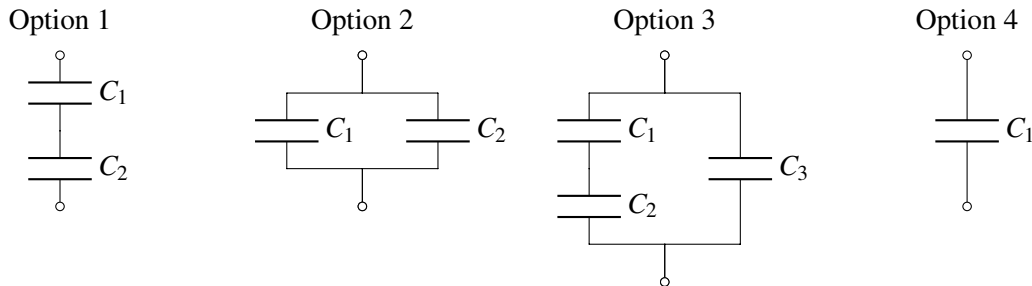 Option 1 Option 2 Option 3 Option 4
C₁
C₂
C₁ C₂
C₁
C₂
C₃
C₁